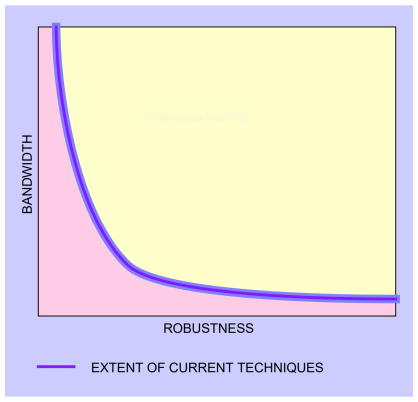 BANDWIDTH
ROBUSTNESS
EXTENT OF CURRENT TECHNIQUES